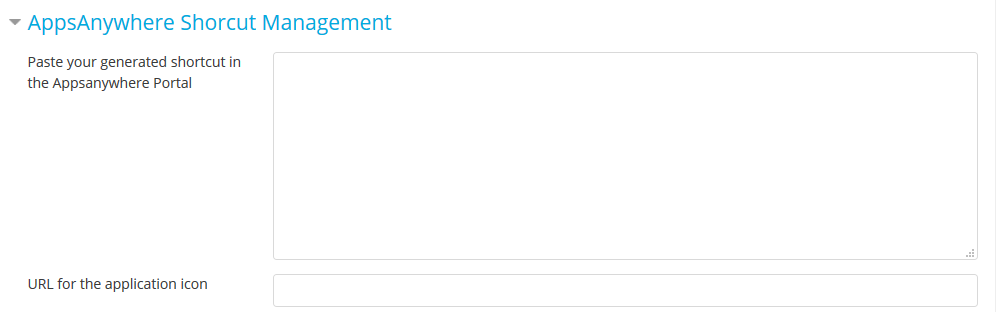 AppsAnywhere Shorcut Management
Paste your generated shortcut in
the Appsanywhere Portal
URL for the application icon